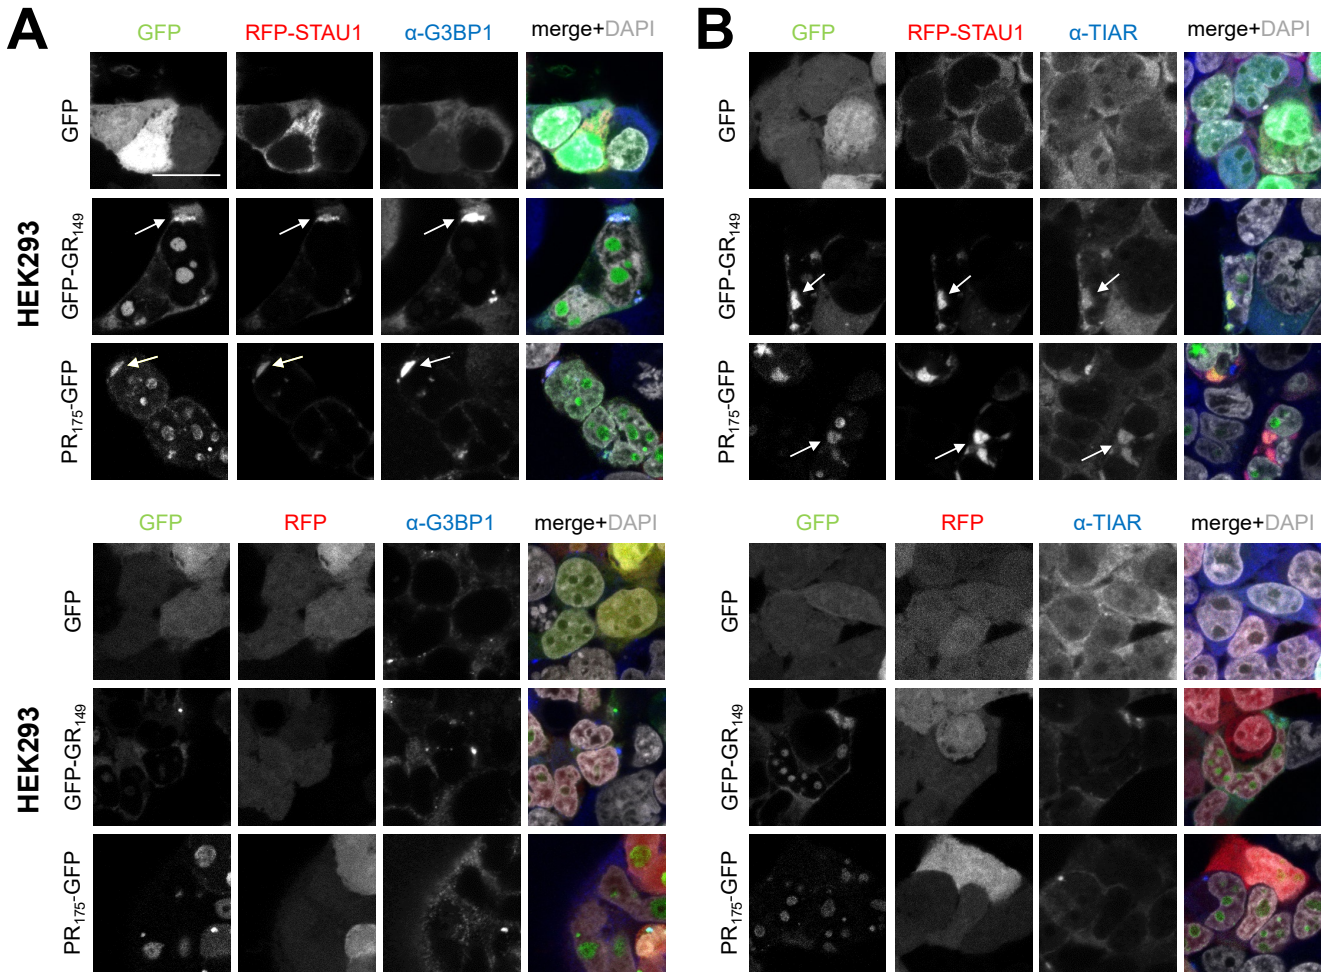 A
GFP RFP-STAU1 α-G3BP1 merge+DAPI
GFP
HEK293
GFP-GR149
PR175-GFP
GFP RFP α-G3BP1 merge+DAPI
GFP
HEK293
GFP-GR149
PR175-GFP
B
GFP RFP-STAU1 α-TIAR merge+DAPI
GFP
GFP-GR149
PR175-GFP
GFP RFP α-TIAR merge+DAPI
GFP
GFP-GR149
PR175-GFP